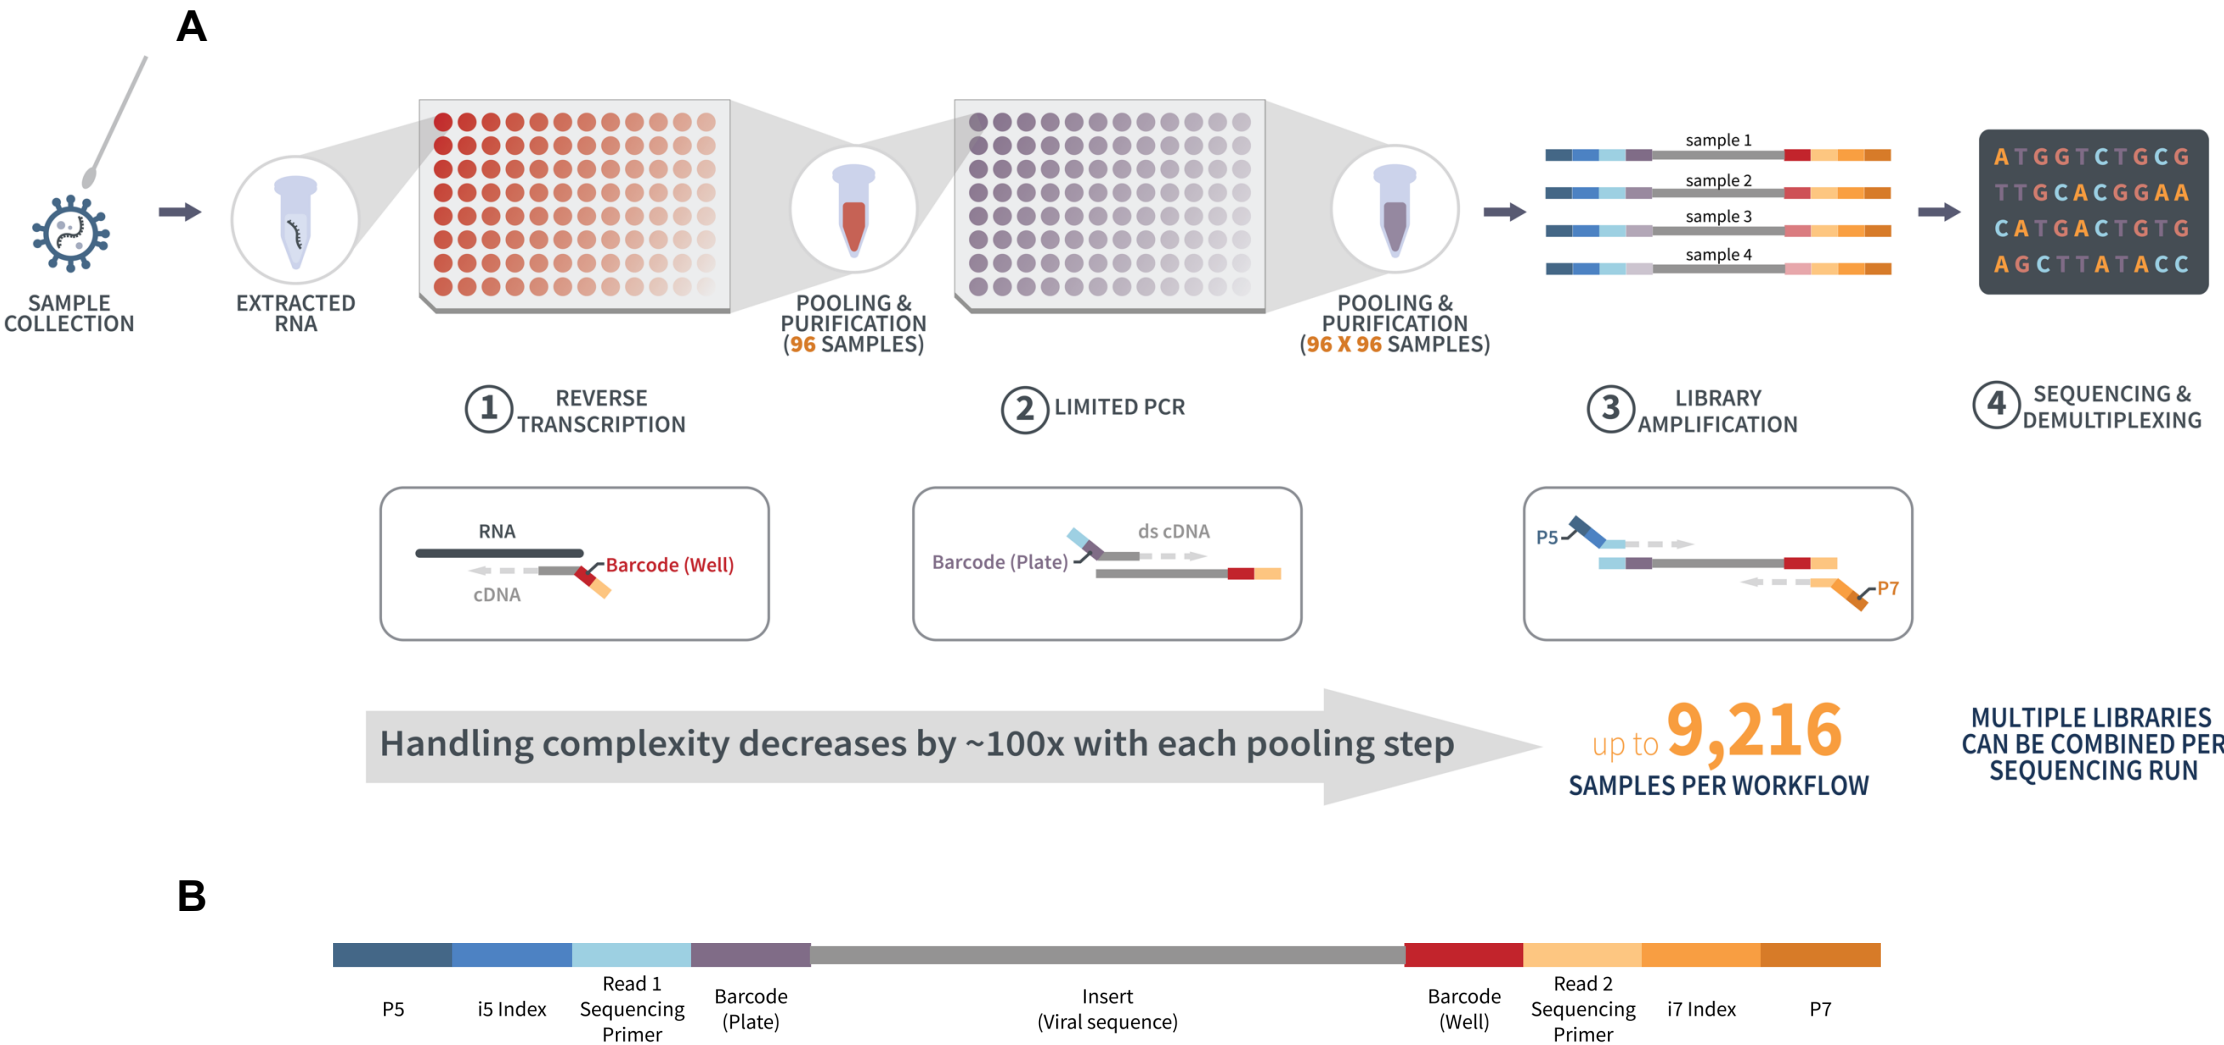 A
SAMPLE
COLLECTION
EXTRACTED
RNA
POOLING &
PURIFICATION
(96 SAMPLES)
POOLING &
PURIFICATION
(96 X 96 SAMPLES)
sample 1
sample 2
sample 3
sample 4
ATGGTCTGCG
TTGCACGGAA
CATGACTGTG
AGCTTATACC
1 REVERSE
TRANSCRIPTION
2 LIMITED PCR
3 LIBRARY
AMPLIFICATION
4 SEQUENCING &
DEMULTIPLEXING
RNA
Barcode (Well)
cDNA
ds cDNA
Barcode (Plate)
P5
P7
Handling complexity decreases by ~100x with each pooling step
up to 9,216
SAMPLES PER WORKFLOW
MULTIPLE LIBRARIES
CAN BE COMBINED PER
SEQUENCING RUN
B
P5
i5 Index
Read 1
Sequencing
Primer
Barcode
(Plate)
Insert
(Viral sequence)
Barcode
(Well)
Read 2
Sequencing
Primer
i7 Index
P7